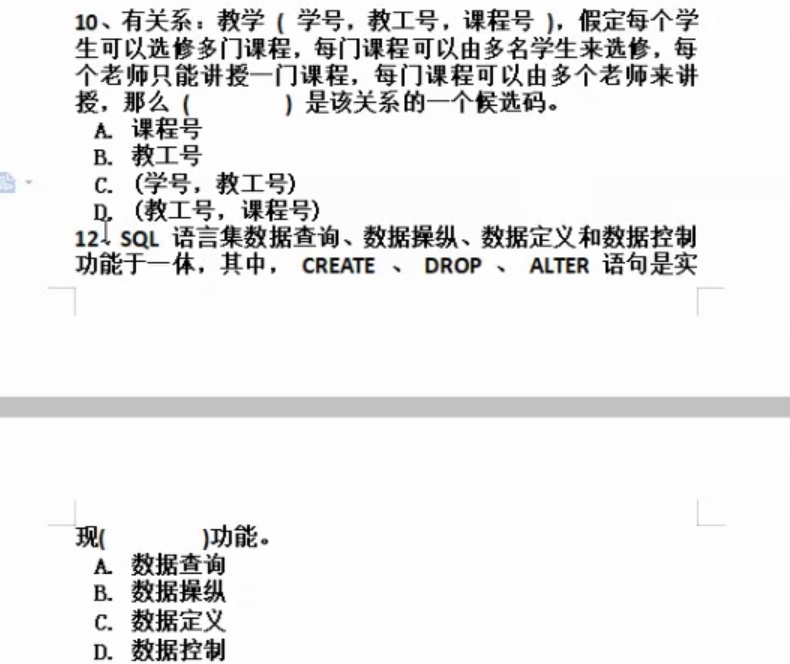 10、有关系：教学（ 学号，教工号，课程号 ），假定每个学
生可以选修多门课程，每门课程可以由多名学生来选修，每
个老师只能讲授一门课程，每门课程可以由多个老师来讲
授，那么（ ）是该关系的一个候选码。
A. 课程号
B. 教工号
C. (学号，教工号)
D. (教工号，课程号)
12、SQL 语言集数据查询、数据操纵、数据定义和数据控制
功能于一体，其中， CREATE 、 DROP 、 ALTER 语句是实
现( )功能。
A. 数据查询
B. 数据操纵
C. 数据定义
D. 数据控制